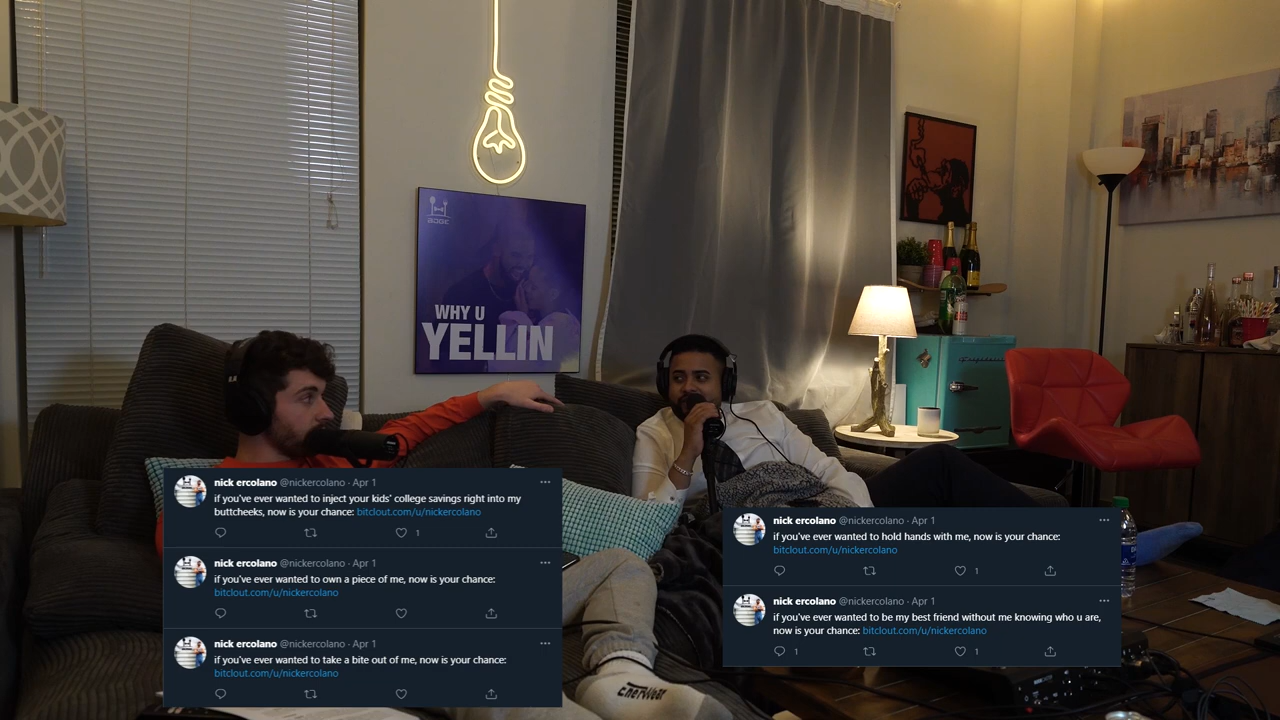 BDGE
WHY U
YELLIN
nick ercolano @nickercolano · Apr 1
if you've ever wanted to inject your kids' college savings right into my
buttcheeks, now is your chance: bitclout.com/u/nickercolano
1
nick ercolano @nickercolano · Apr 1
if you've ever wanted to own a piece of me, now is your chance:
bitclout.com/u/nickercolano
nick ercolano @nickercolano · Apr 1
if you've ever wanted to take a bite out of me, now is your chance:
bitclout.com/u/nickercolano
nick ercolano @nickercolano · Apr 1
if you've ever wanted to hold hands with me, now is your chance:
bitclout.com/u/nickercolano
1
nick ercolano @nickercolano · Apr 1
if you've ever wanted to be my best friend without me knowing who u are,
now is your chance: bitclout.com/u/nickercolano
1 1